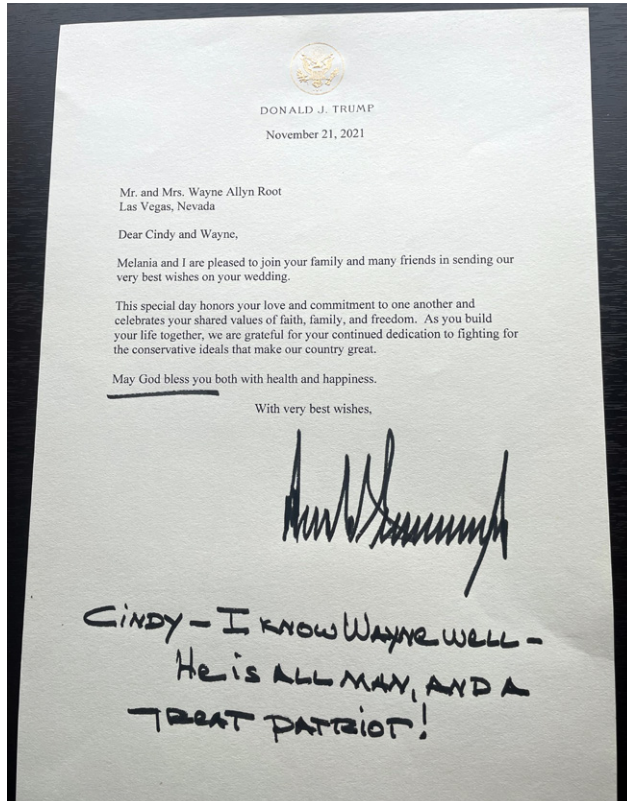 DONALD J. TRUMP
November 21, 2021
Mr. and Mrs. Wayne Allyn Root
Las Vegas, Nevada
Dear Cindy and Wayne,
Melania and I are pleased to join your family and many friends in sending our
very best wishes on your wedding.
This special day honors your love and commitment to one another and
celebrates your shared values of faith, family, and freedom. As you build
your life together, we are grateful for your continued dedication to fighting for
the conservative ideals that make our country great.
May God bless you both with health and happiness.
With very best wishes,
CiNDY – I KNOW WAYNe WeLL –
He is ALL MAN, AND A
TREAT PATRIOT!